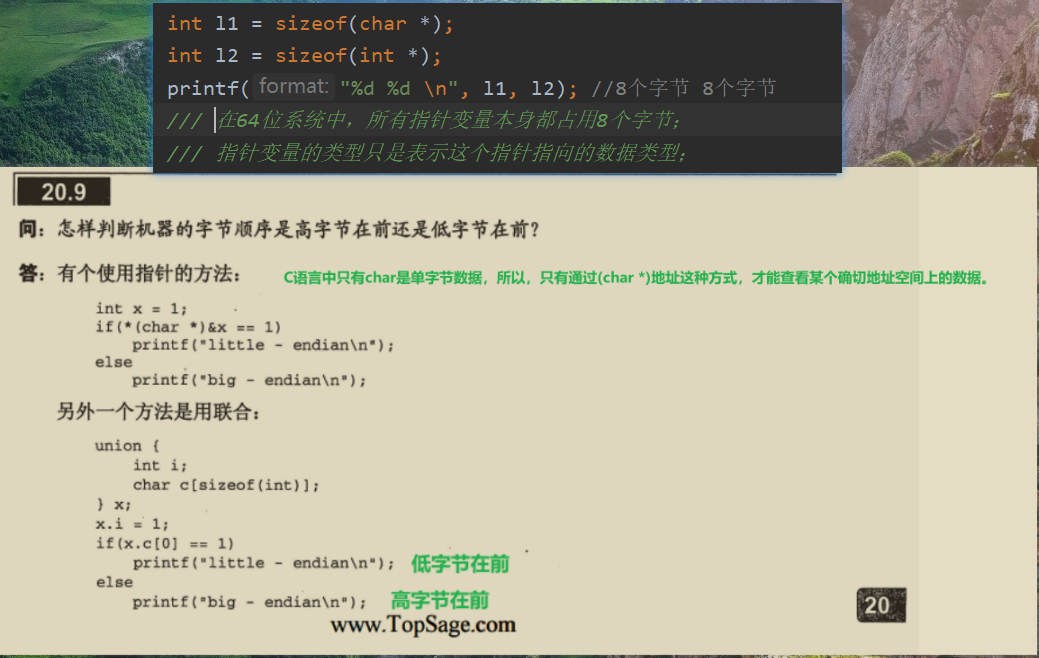 int l1 = sizeof(char *);
int l2 = sizeof(int *);
printf( format: "%d %d \n", l1, l2); //8个字节 8个字节
/// 在64位系统中，所有指针变量本身都占用8个字节;
/// 指针变量的类型只是表示这个指针指向的数据类型;
20.9
问：怎样判断机器的字节顺序是高字节在前还是低字节在前？
答：有个使用指针的方法： C语言中只有char是单字节数据，所以，只有通过(char *)地址这种方式，才能查看某个确切地址空间上的数据。
int x = 1;
if(*(char *)&x == 1)
printf("little - endian\n");
else
printf("big - endian\n");
另外一个方法是用联合：
union {
int i;
char c[sizeof(int)];
} x;
x.i = 1;
if(x.c[0] == 1)
printf("little - endian\n"); 低字节在前
else
printf("big - endian\n"); 高字节在前
www.TopSage.com
20